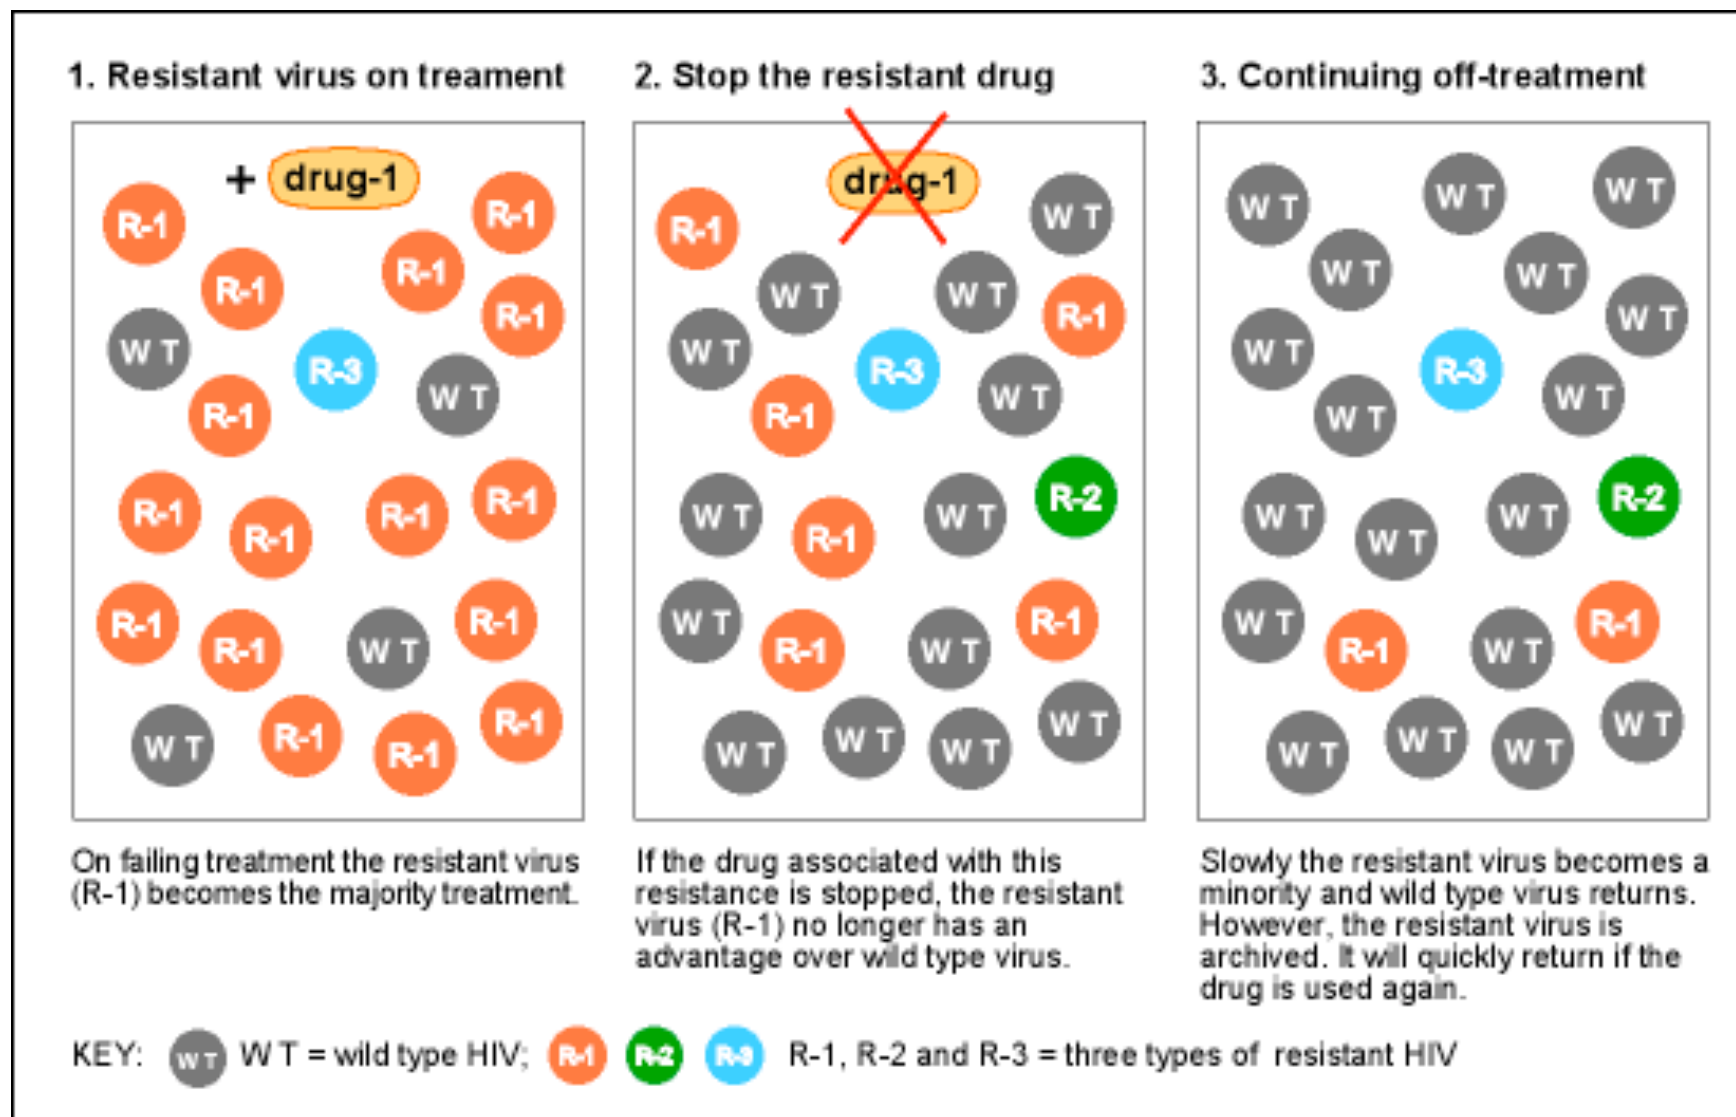 1. Resistant virus on treament
2. Stop the resistant drug
3. Continuing off-treatment
+ drug-1
R-1
R-1
R-1
R-1
R-1
W T
R-3
W T
R-1
R-1
R-1
R-1
R-1
R-1
R-1
W T
R-1
W T
R-1
R-1
R-1
drug-1
R-1
W T
W T
W T
R-1
W T
R-3
W T
R-1
W T
R-1
W T
R-2
W T
R-1
W T
R-1
W T
W T
W T
W T
W T
W T
W T
W T
W T
W T
W T
R-3
W T
W T
W T
W T
W T
R-2
W T
R-1
W T
R-1
W T
W T
W T
W T
On failing treatment the resistant virus
(R-1) becomes the majority treatment.
If the drug associated with this
resistance is stopped, the resistant
virus (R-1) no longer has an
advantage over wild type virus.
Slowly the resistant virus becomes a
minority and wild type virus returns.
However, the resistant virus is
archived. It will quickly return if the
drug is used again.
KEY: W T W T = wild type HIV; R-1 R-2 R-3 R-1, R-2 and R-3 = three types of resistant HIV